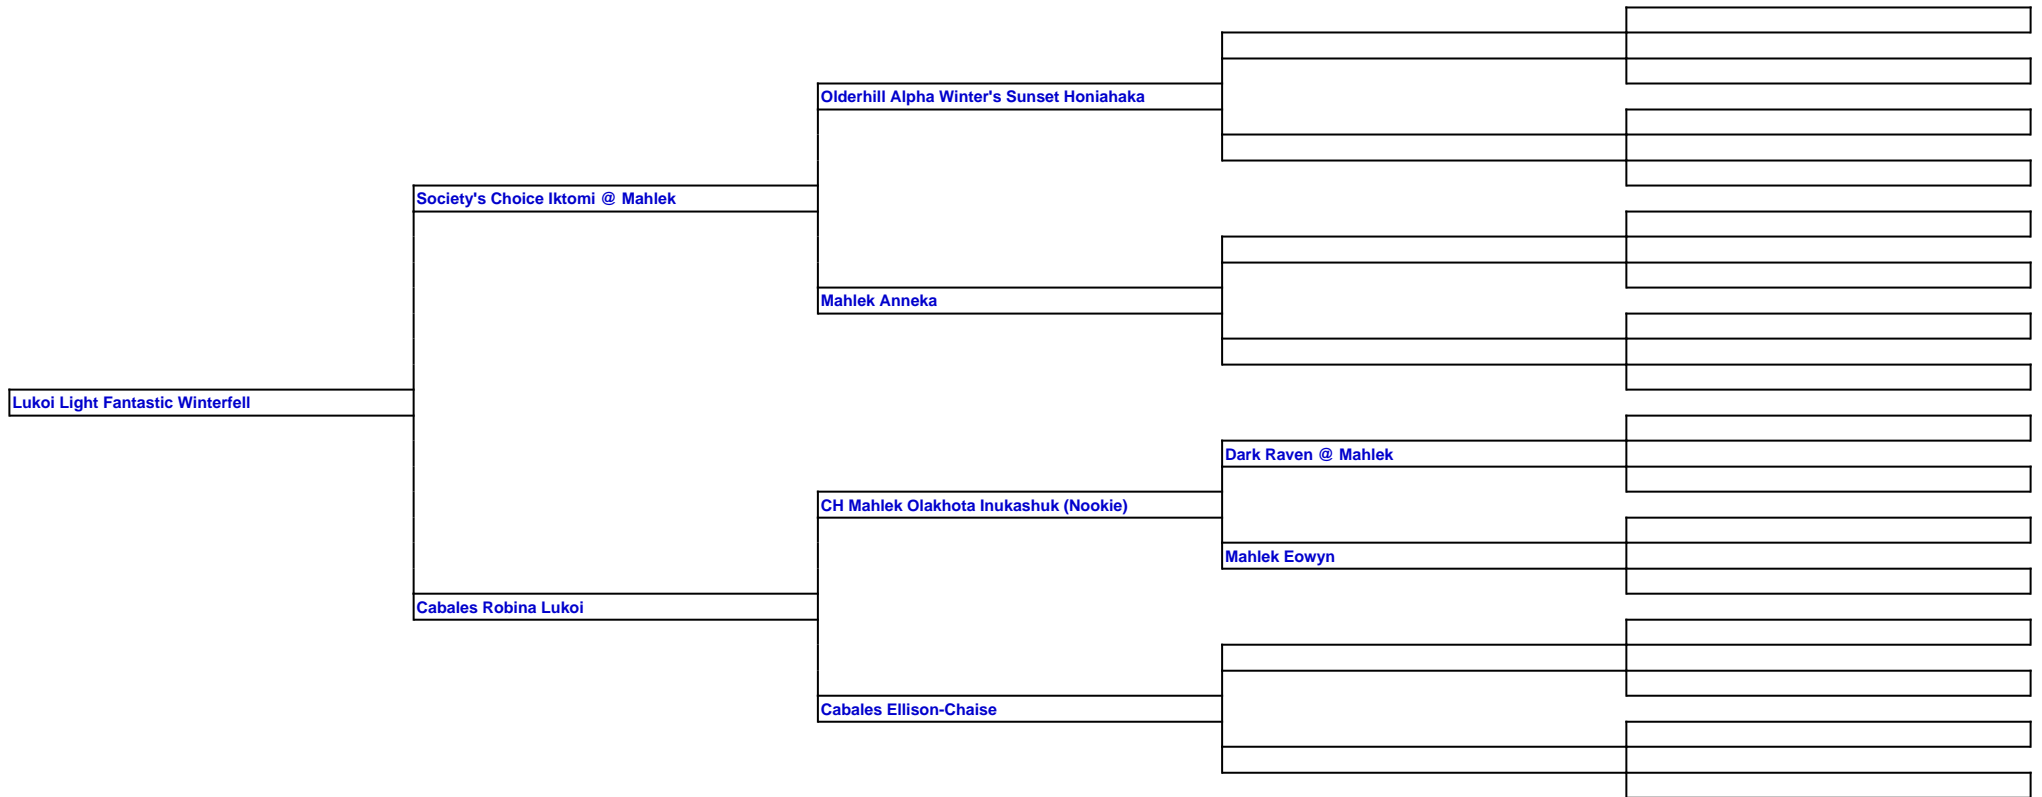 Olderhill Alpha Winter's Sunset Honiahaka
Society's Choice Iktomi @ Mahlek
Mahlek Anneka
Lukoi Light Fantastic Winterfell
Dark Raven @ Mahlek
CH Mahlek Olakhota Inukashuk (Nookie)
Mahlek Eowyn
Cabales Robina Lukoi
Cabales Ellison-Chaise